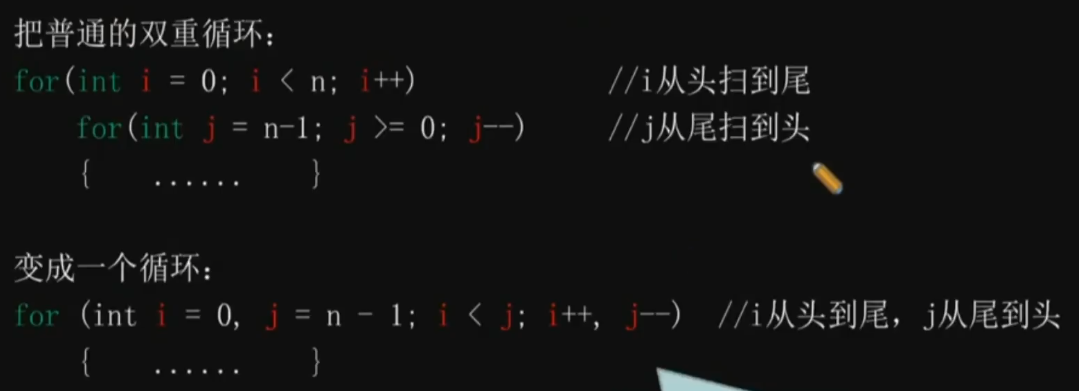 把普通的双重循环:
for(int i = 0; i < n; i++) //i从头扫到尾
for(int j = n-1; j >= 0; j--) //j从尾扫到头
{ ...... }
变成一个循环:
for (int i = 0, j = n - 1; i < j; i++, j--) //i从头到尾，j从尾到头
{ ...... }